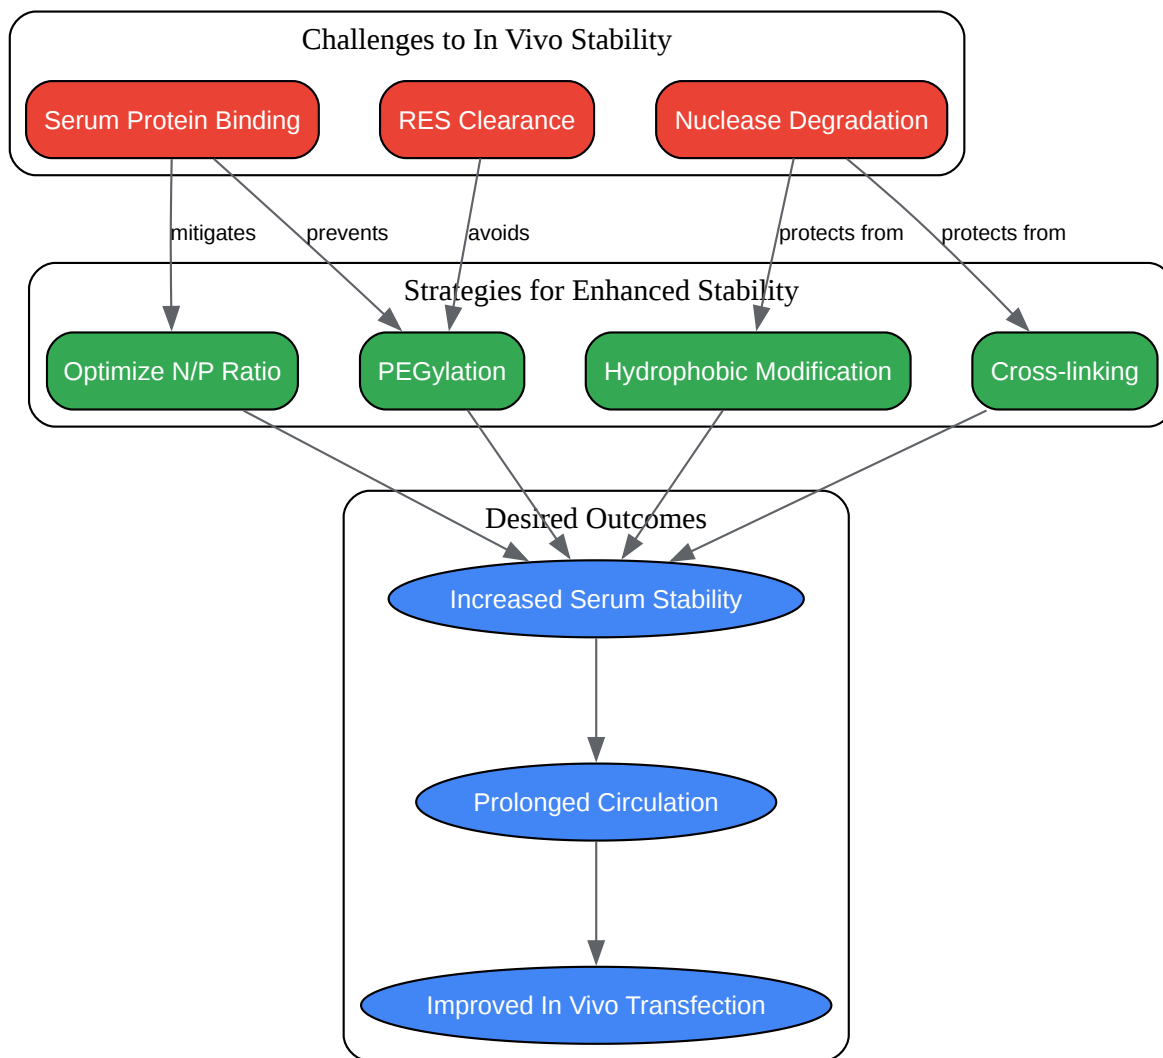 Challenges to In Vivo Stability
Serum Protein Binding
RES Clearance
Nuclease Degradation
mitigates
prevents
avoids
protects from
protects from
Strategies for Enhanced Stability
Optimize N/P Ratio
PEGylation
Hydrophobic Modification
Cross-linking
Desired Outcomes
Increased Serum Stability
Prolonged Circulation
Improved In Vivo Transfection